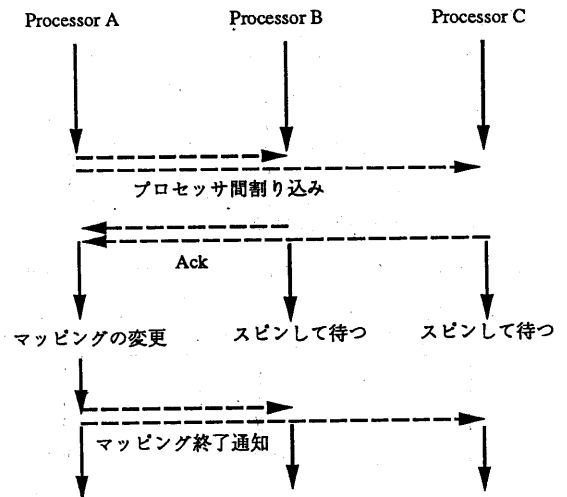 Processor A
Processor B
Processor C
プロセッサ間割り込み
Ack
マッピングの変更
スピンして待つ
スピンして待つ
マッピング終了通知